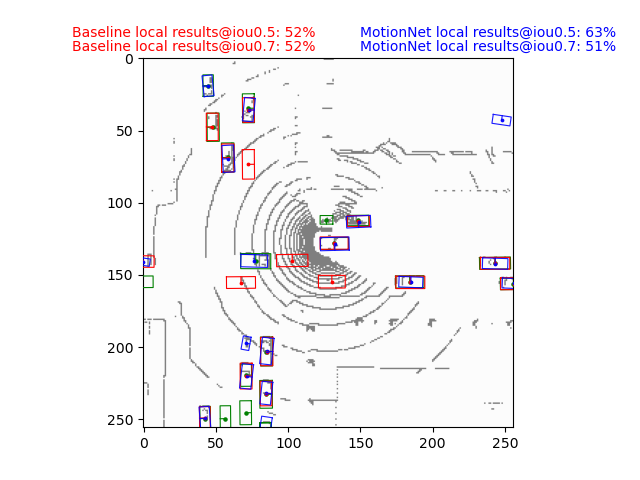 Baseline local results@iou0.5: 52% MotionNet local results@iou0.5: 63%
Baseline local results@iou0.7: 52% MotionNet local results@iou0.7: 51%
0
50
100
150
200
250
0 50 100 150 200 250